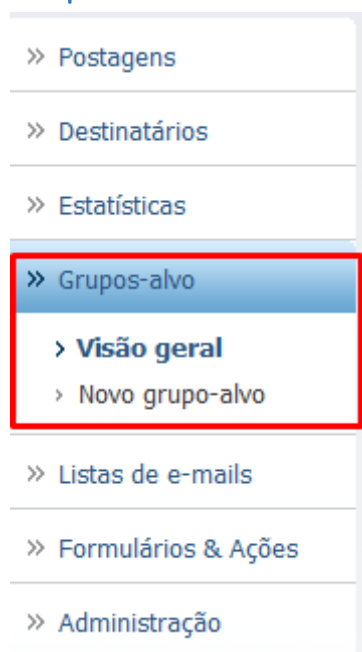 » Postagens
» Destinatários
» Estatísticas
» Grupos-alvo
› Visão geral
› Novo grupo-alvo
» Listas de e-mails
» Formulários & Ações
» Administração